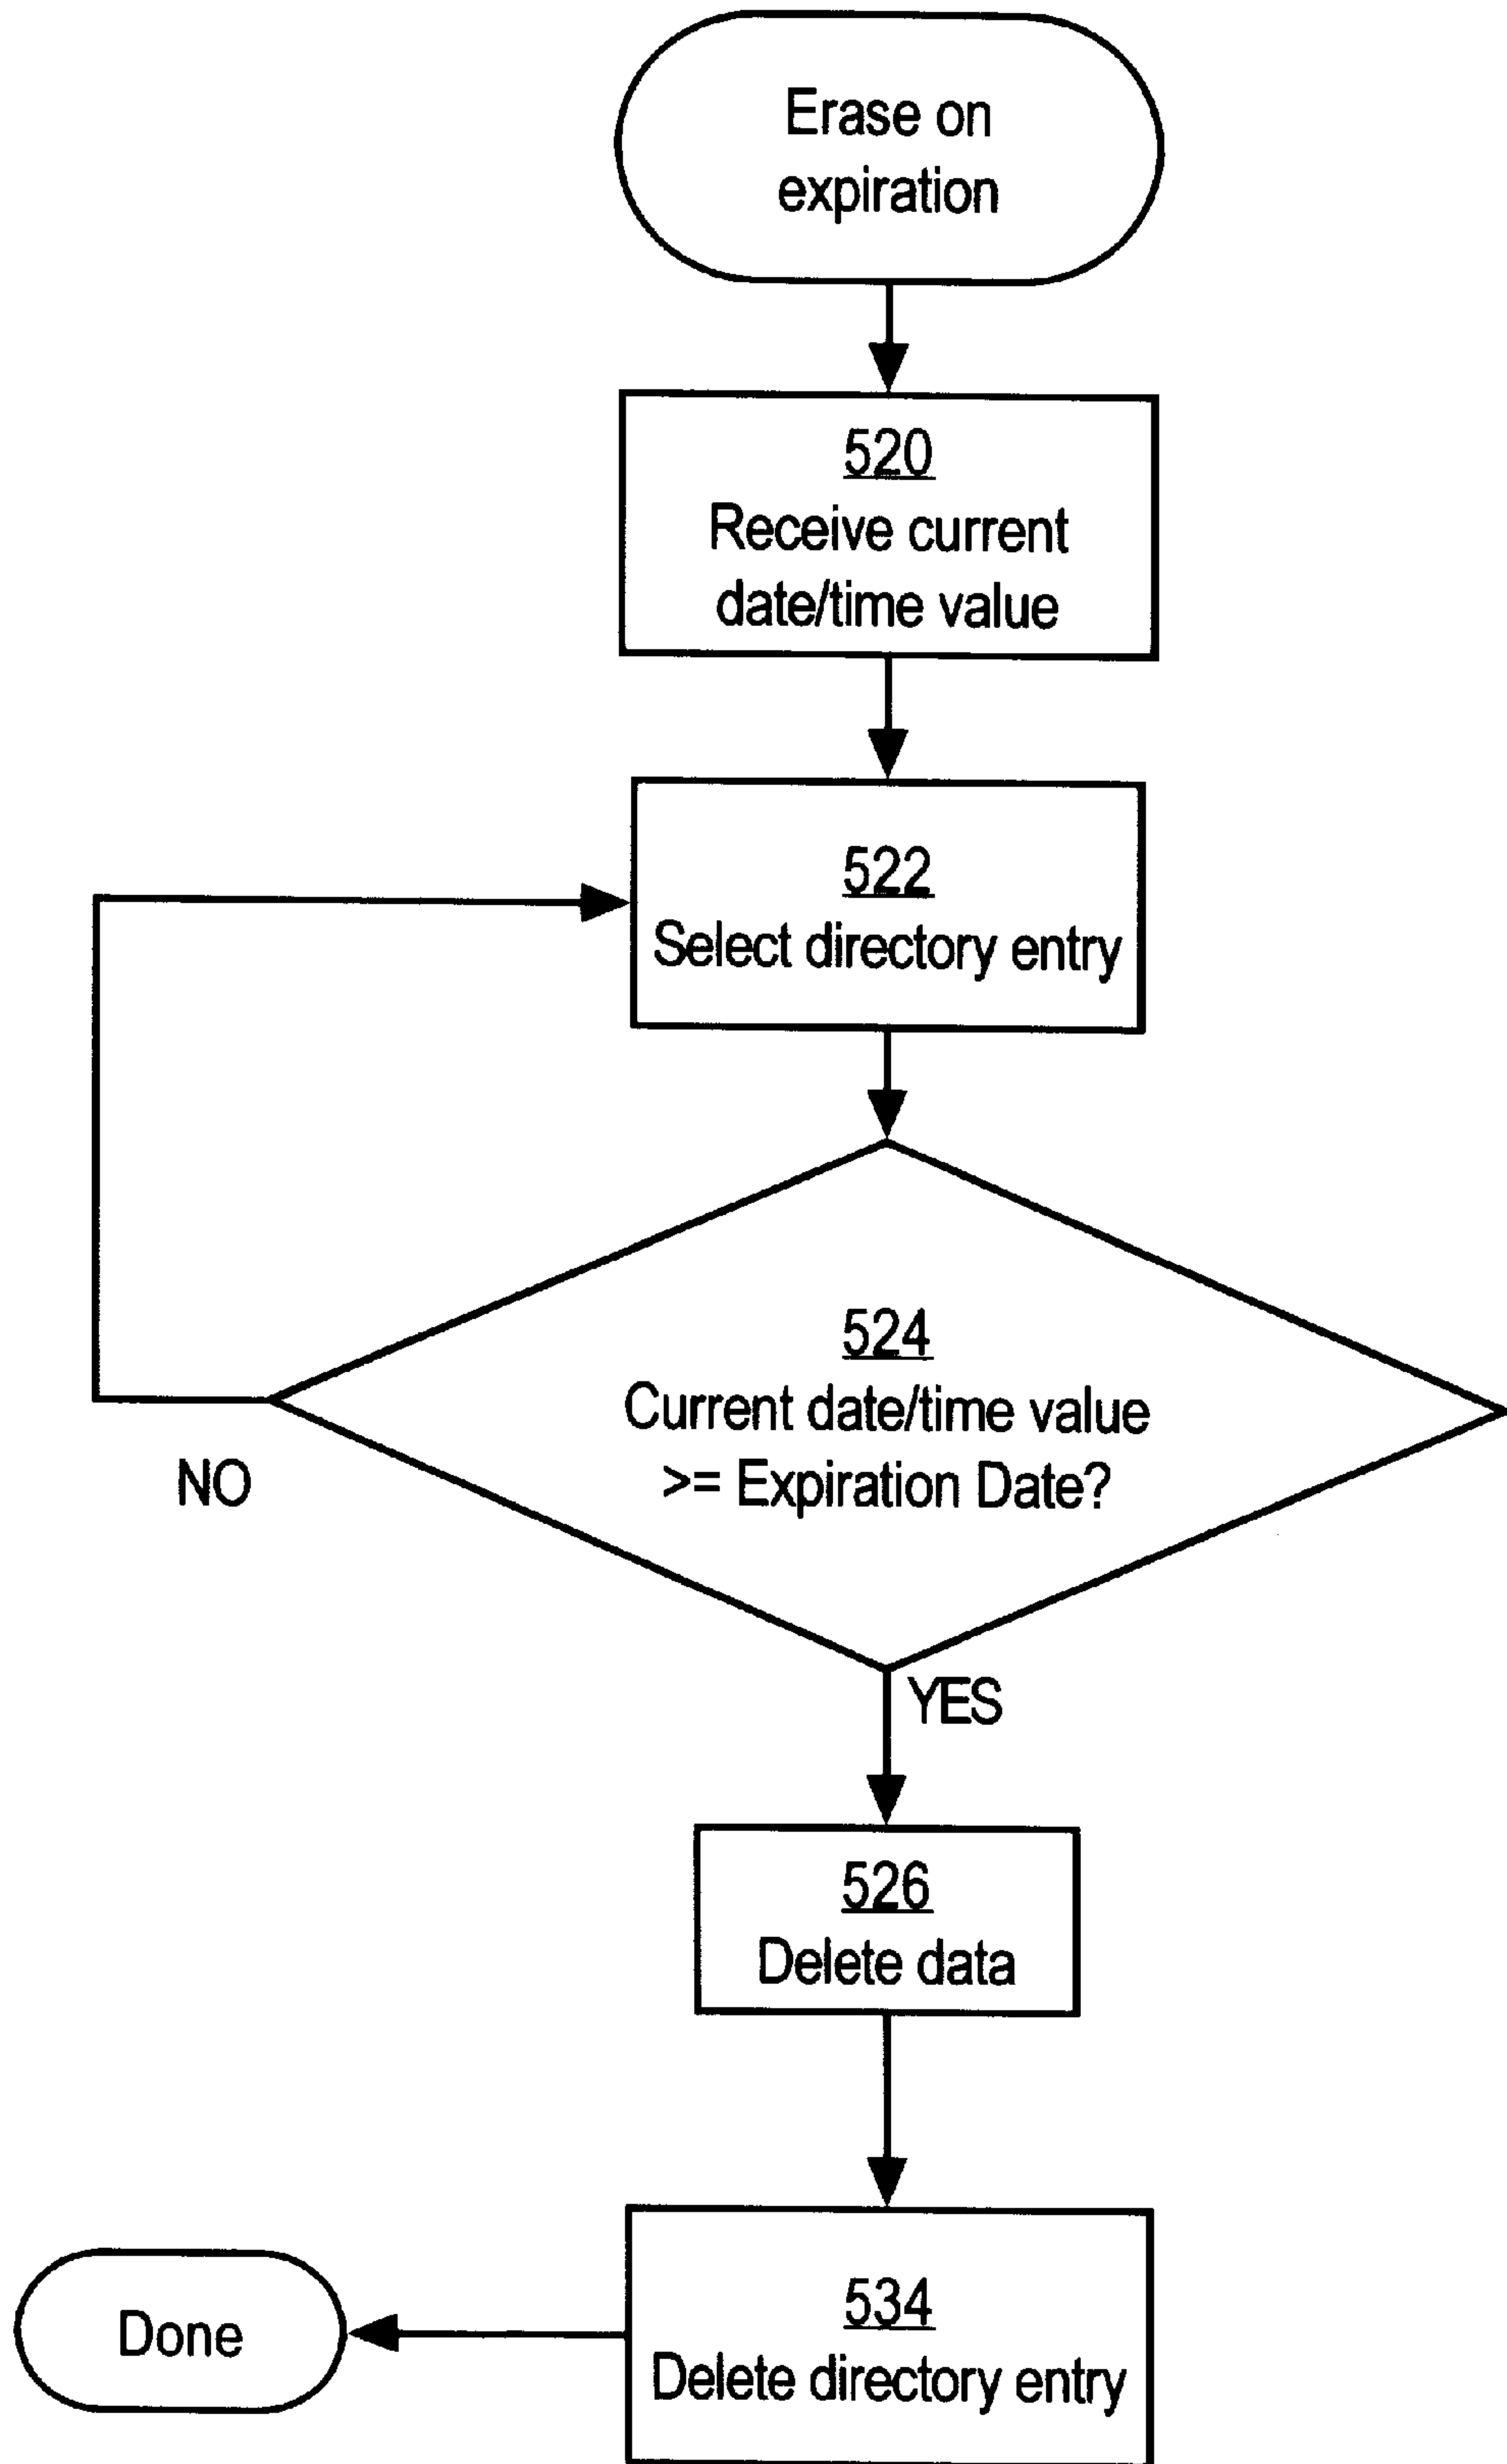 Erase on
expiration
520
Receive current
date/time value
522
Select directory entry
524
Current date/time value
>= Expiration Date?
NO
YES
526
Delete data
534
Delete directory entry
Done